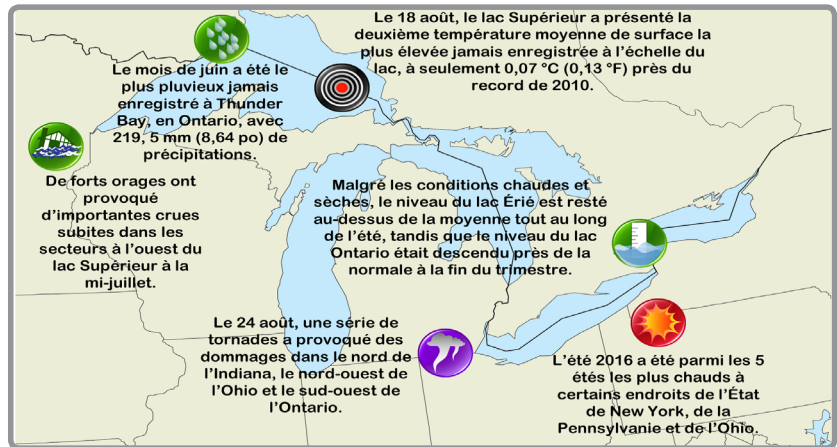 Le 18 août, le lac Supérieur a présenté la
deuxième température moyenne de surface la
plus élevée jamais enregistrée à l'échelle du
lac, à seulement 0,07 °C (0,13 °F) près du
record de 2010.
Le mois de juin a été le
plus pluvieux jamais
enregistré à Thunder
Bay, en Ontario, avec
219, 5 mm (8,64 po) de
précipitations.
De forts orages ont
provoqué
d'importantes crues
subites dans les
secteurs à l'ouest du
lac Supèrieur à la
mi-juillet.
Malgré les conditions chaudes et
sèches, le niveau du lac Érié est resté
au-dessus de la moyenne tout au long
de l'été, tandis que le niveau du lac
Ontario était descendu près de la
normale à la fin du trimestre.
Le 24 août, une série de
tornades a provoqué des
dommages dans le nord de
l'Indiana, le nord-ouest de
l'Ohio et le sud-ouest de
l'Ontario.
L'été 2016 a été parmi les 5
étés les plus chauds à
certains endroits de l'État
de New York, de la
Pennsylvanie et de l'Ohio.